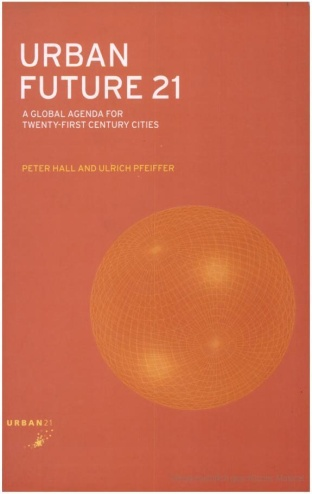 URBAN
FUTURE 21
A GLOBAL AGENDA FOR
TWENTY-FIRST CENTURY CITIES
PETER HALL AND ULRICH PFEIFFER
URBAN21